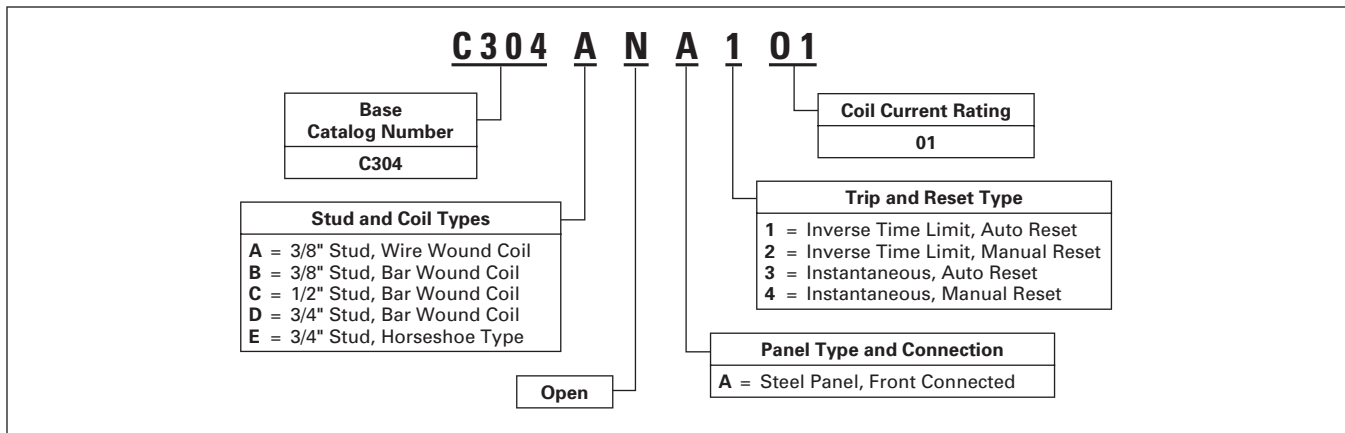 C304 A N A 1 01
Base
Catalog Number
C304
Coil Current Rating
01
Stud and Coil Types
A = 3/8" Stud, Wire Wound Coil
B = 3/8" Stud, Bar Wound Coil
C = 1/2" Stud, Bar Wound Coil
D = 3/4" Stud, Bar Wound Coil
E = 3/4" Stud, Horseshoe Type
Trip and Reset Type
1 = Inverse Time Limit, Auto Reset
2 = Inverse Time Limit, Manual Reset
3 = Instantaneous, Auto Reset
4 = Instantaneous, Manual Reset
Open
Panel Type and Connection
A = Steel Panel, Front Connected